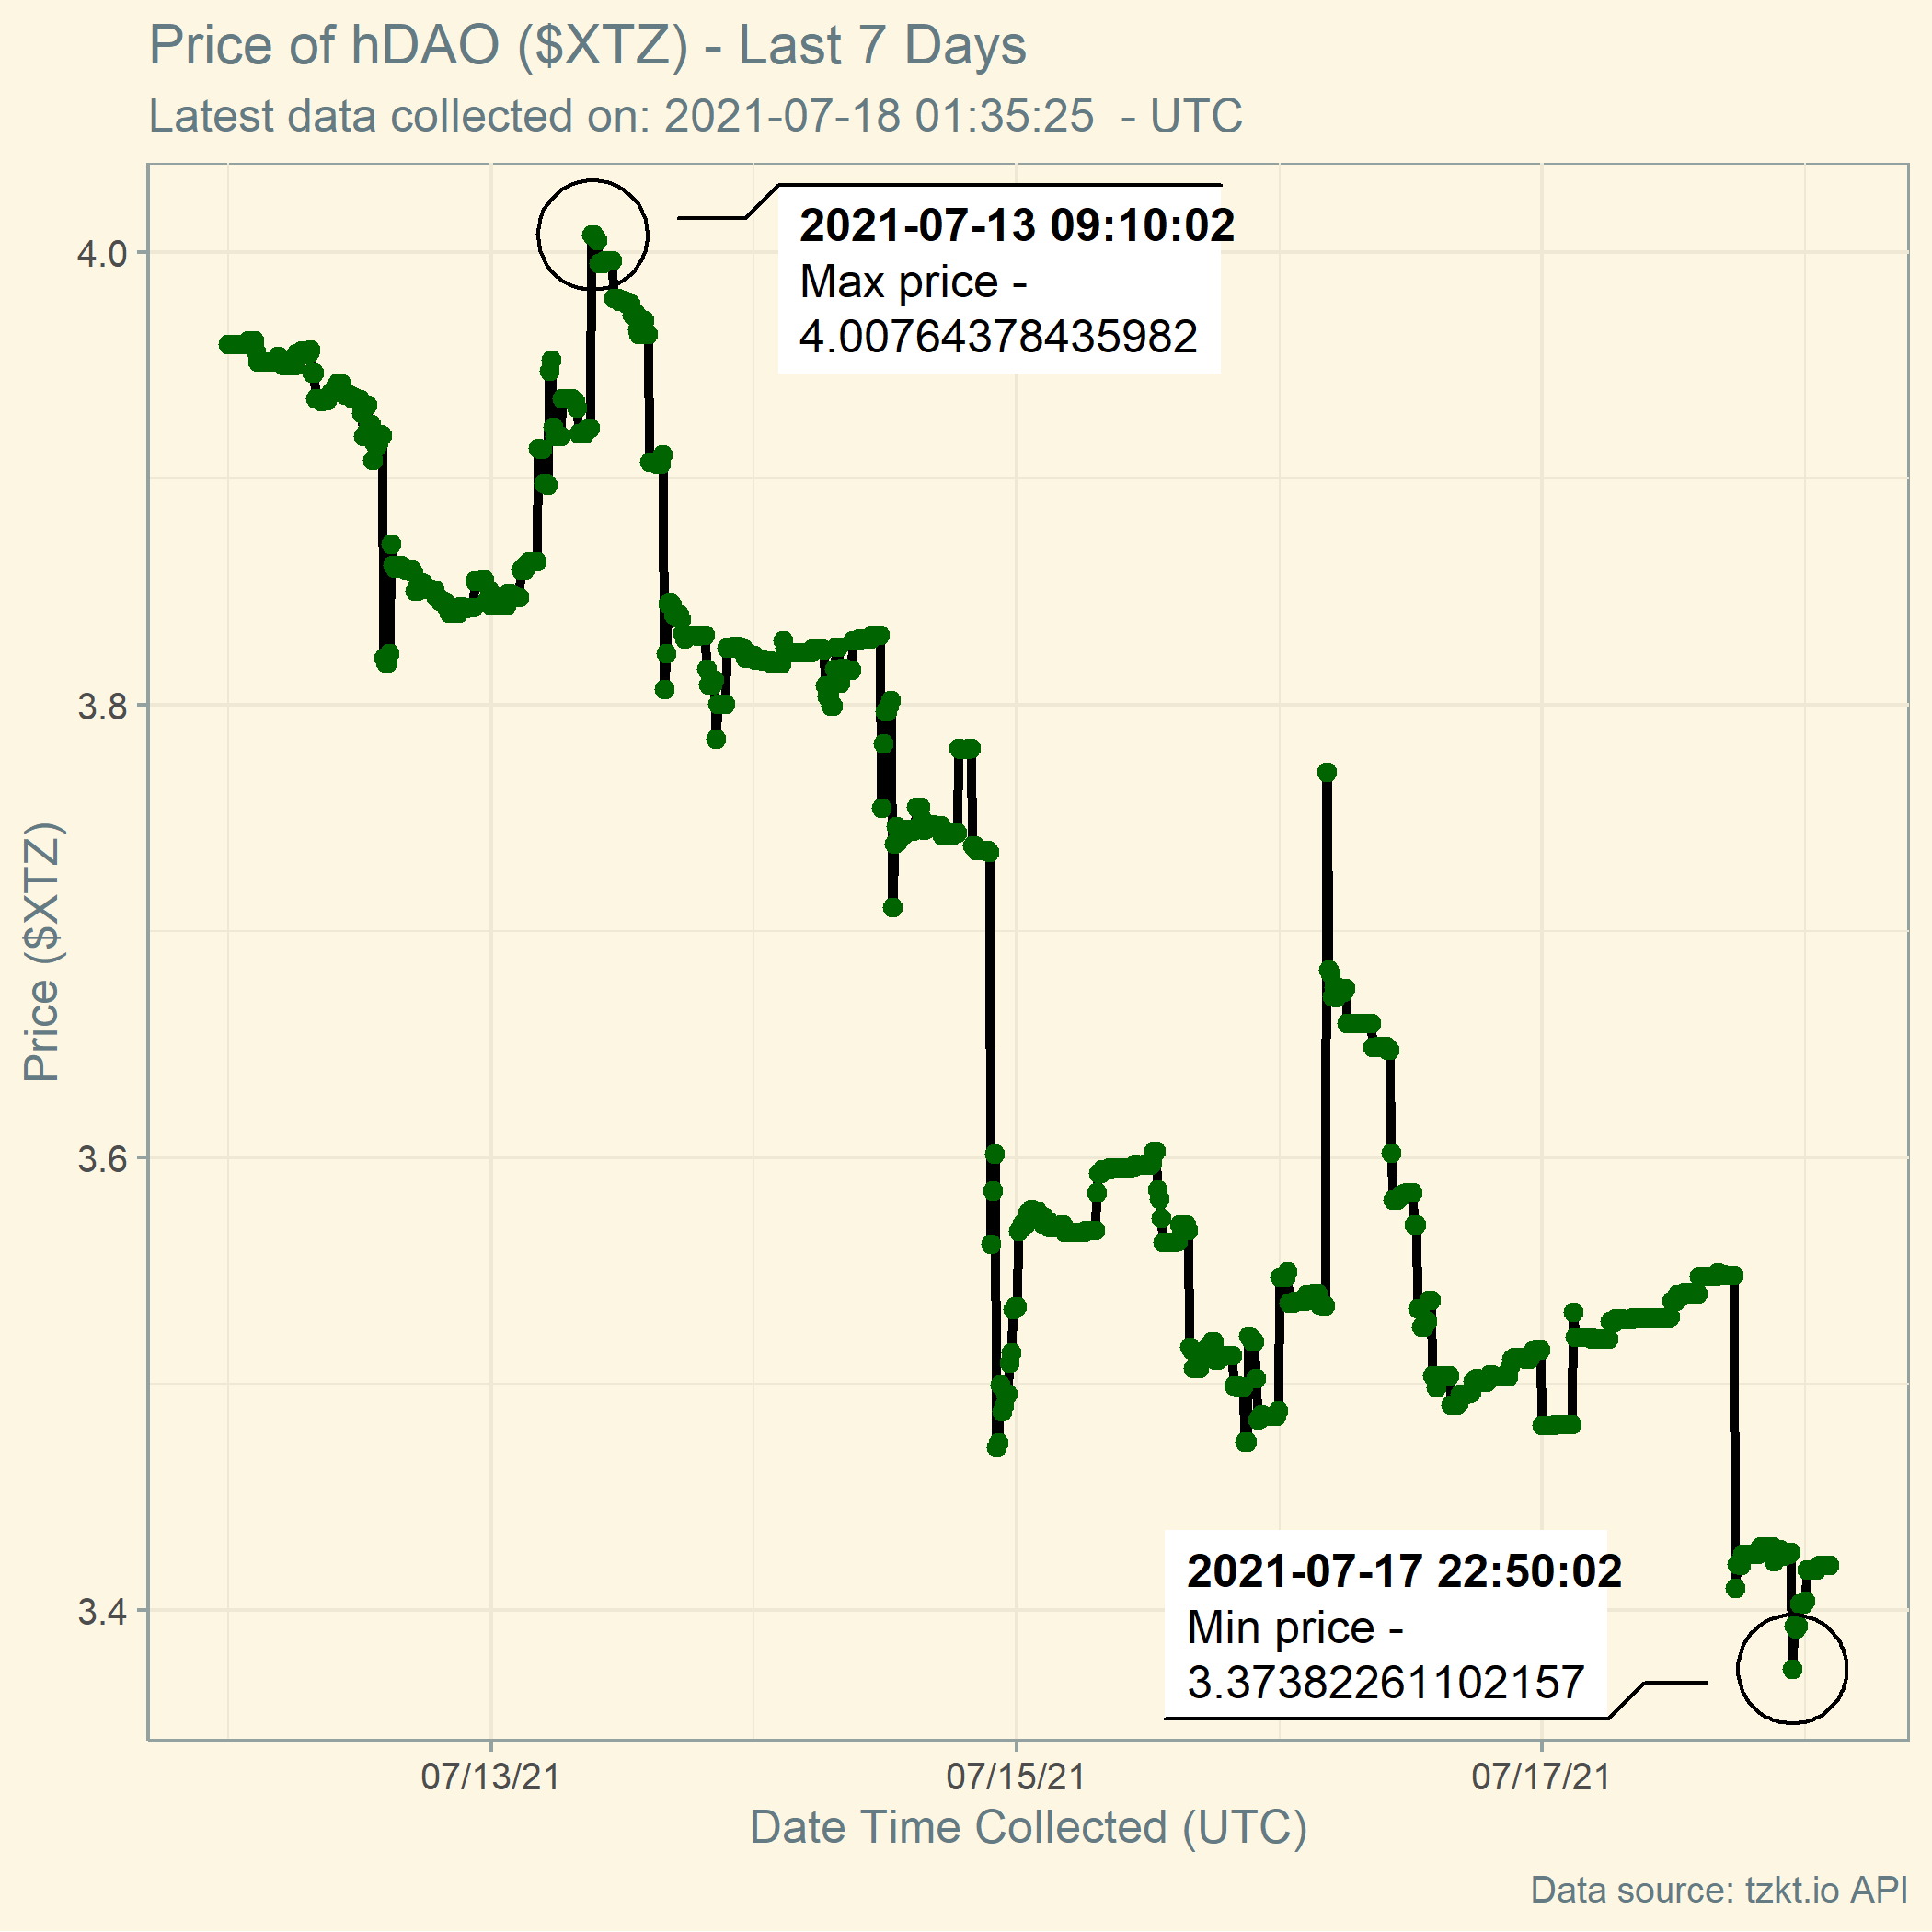 Price of hDAO ($XTZ) - Last 7 Days
Latest data collected on: 2021-07-18 01:35:25  - UTC
2021-07-13 09:10:02
Max price -
4.00764378435982
4.0
3.8
3.6
3.4
Price ($XTZ)
2021-07-17 22:50:02
Min price -
3.37382261102157
07/13/21
07/15/21
07/17/21
Date Time Collected (UTC)
Data source: tzkt.io API